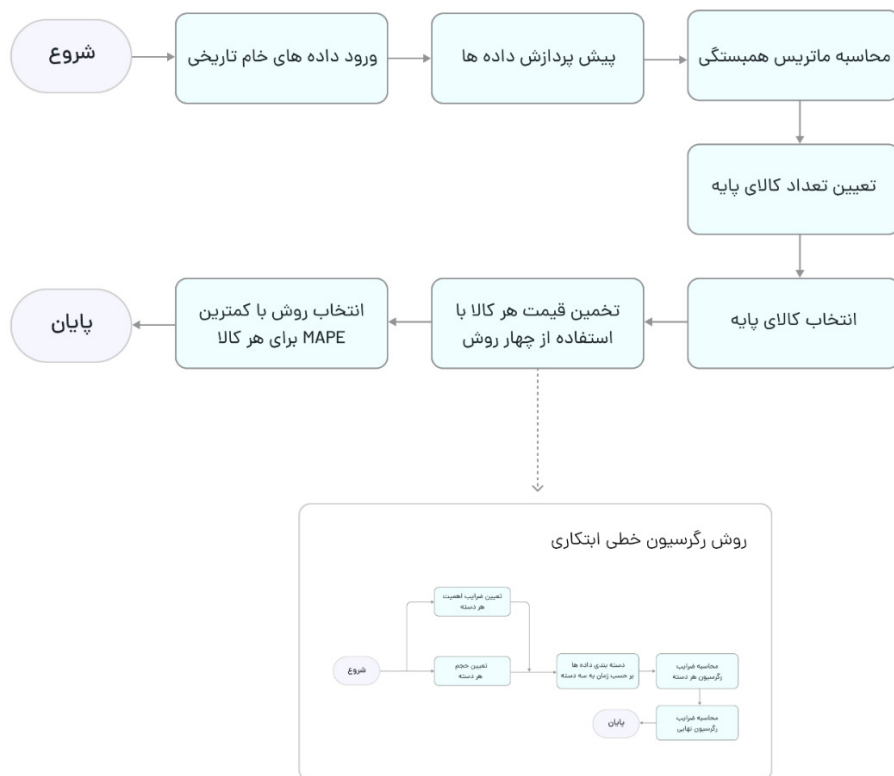 شروع
ورود داده های خام تاریخی
پیش پردازش داده ها
محاسبه ماتریس همبستگی
تعیین تعداد کالای پایه
انتخاب کالای پایه
تخمین قیمت هر کالا با
استفاده از چهار روش
انتخاب روش با کمترین
MAPE برای هر کالا
پایان
روش رگرسیون خطی ابتکاری
شروع
تعیین ضرایب اهمیت
هر دسته
تعیین حجم
هر دسته
دسته بندی داده ها
بر حسب زمان به سه دسته
محاسبه ضرایب
رگرسیون هر دسته
محاسبه ضرایب
رگرسیون نهایی
پایان